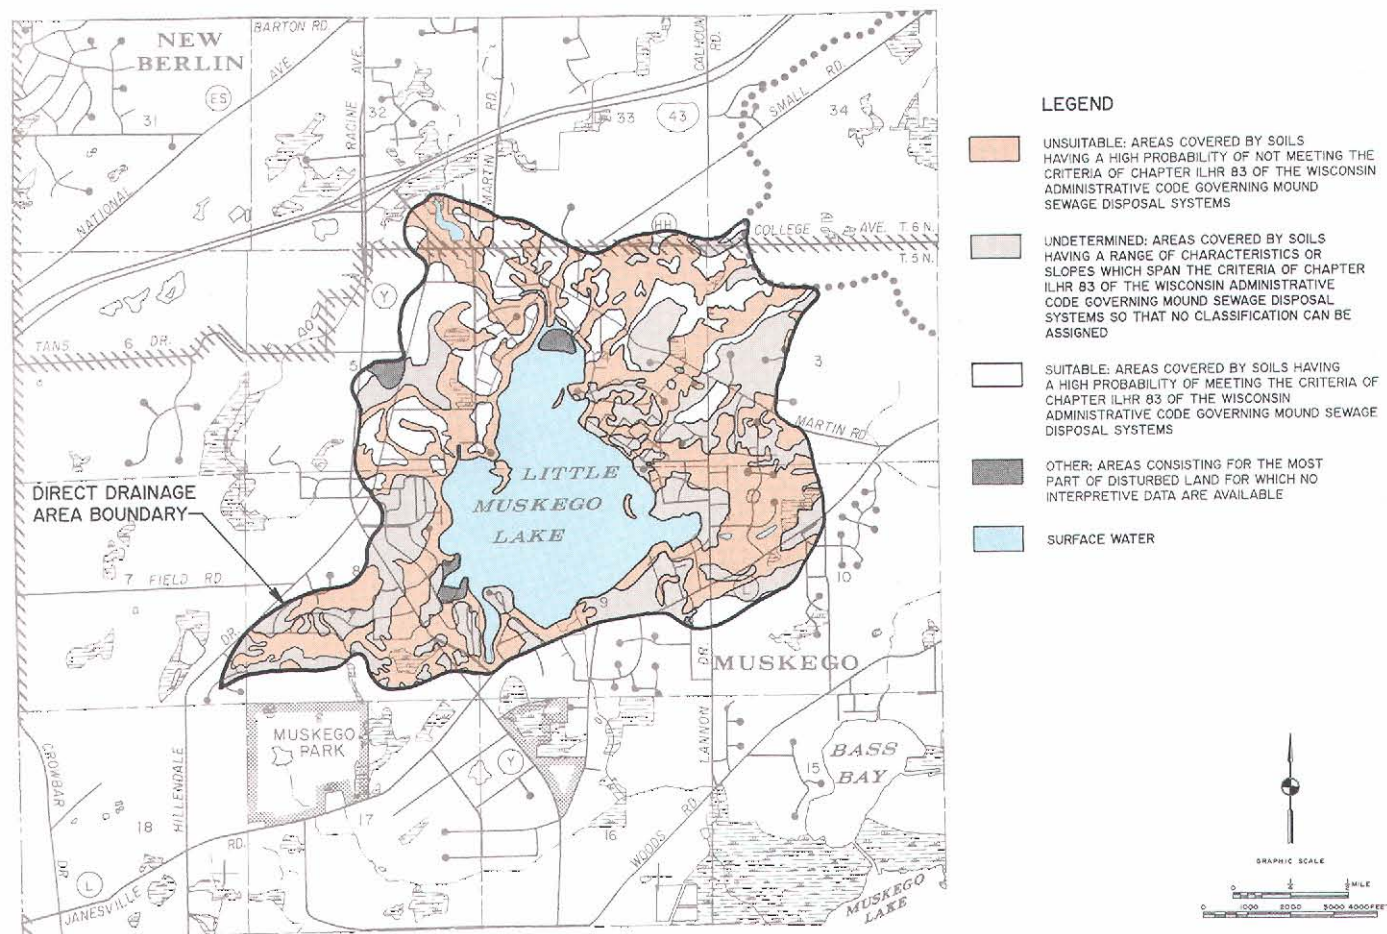 NEW
BERLIN
BARTON RD.
NATIONAL AVE.
ES
31
RACINE AVE.
32
MARTIN RD.
33
43
CALHOUN RD.
SMALL RD.
34
HH
COLLEGE AVE. T. 6 N.
T. 5 N.
Y
TANS 6 DR.
5
3
MARTIN RD.
DIRECT DRAINAGE
AREA BOUNDARY
LITTLE
MUSKEGO
LAKE
7 FIELD RD
8
DR.
9
10
L
MUSKEGO
LANNON DR.
MUSKEGO
PARK
Y
BASS
BAY
15
CROWBAR DR
HILLENDALE
18
17
16
WOODS RD.
L
JANESVILLE RD.
MUSKEGO
LAKE
LEGEND
UNSUITABLE: AREAS COVERED BY SOILS
HAVING A HIGH PROBABILITY OF NOT MEETING THE
CRITERIA OF CHAPTER ILHR 83 OF THE WISCONSIN
ADMINISTRATIVE CODE GOVERNING MOUND
SEWAGE DISPOSAL SYSTEMS
UNDETERMINED: AREAS COVERED BY SOILS
HAVING A RANGE OF CHARACTERISTICS OR
SLOPES WHICH SPAN THE CRITERIA OF CHAPTER
ILHR 83 OF THE WISCONSIN ADMINISTRATIVE
CODE GOVERNING MOUND SEWAGE DISPOSAL
SYSTEMS SO THAT NO CLASSIFICATION CAN BE
ASSIGNED
SUITABLE: AREAS COVERED BY SOILS HAVING
A HIGH PROBABILITY OF MEETING THE CRITERIA OF
CHAPTER ILHR 83 OF THE WISCONSIN
ADMINISTRATIVE CODE GOVERNING MOUND SEWAGE
DISPOSAL SYSTEMS
OTHER: AREAS CONSISTING FOR THE MOST
PART OF DISTURBED LAND FOR WHICH NO
INTERPRETIVE DATA ARE AVAILABLE
SURFACE WATER
GRAPHIC SCALE
0 MILE
0 1000 2000 3000 4000 FEET